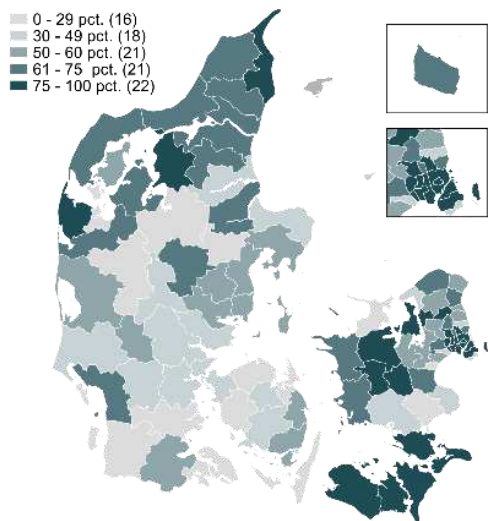 0 - 29 pct. (16)
30 - 49 pct. (18)
50 - 60 pct. (21)
61 - 75 pct. (21)
75 - 100 pct. (22)